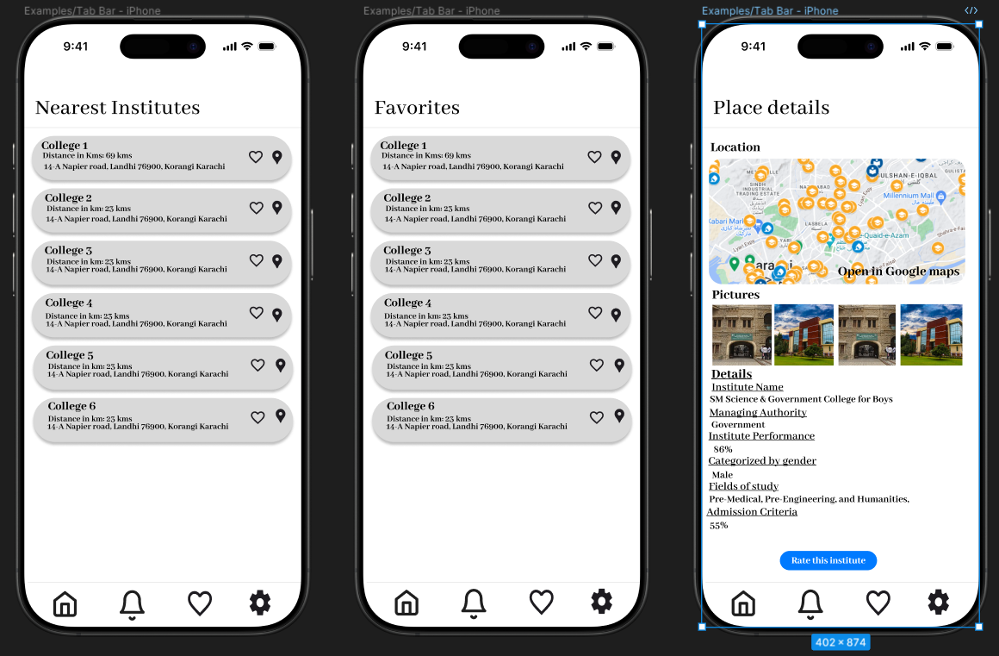 Examples/Tab Bar - iPhone
9:41
Nearest Institutes
College 1
Distance in Kms: 69 kms
14-A Napier road, Landhi 76900, Korangi Karachi
College 2
Distance in km: 23 kms
14-A Napier road, Landhi 76900, Korangi Karachi
College 3
Distance in km: 23 kms
14-A Napier road, Landhi 76900, Korangi Karachi
College 4
Distance in km: 23 kms
14-A Napier road, Landhi 76900, Korangi Karachi
College 5
Distance in km: 23 kms
14-A Napier road, Landhi 76900, Korangi Karachi
College 6
Distance in km: 23 kms
14-A Napier road, Landhi 76900, Korangi Karachi
Examples/Tab Bar - iPhone
9:41
Favorites
College 1
Distance in Kms: 69 kms
14-A Napier road, Landhi 76900, Korangi Karachi
College 2
Distance in km: 23 kms
14-A Napier road, Landhi 76900, Korangi Karachi
College 3
Distance in km: 23 kms
14-A Napier road, Landhi 76900, Korangi Karachi
College 4
Distance in km: 23 kms
14-A Napier road, Landhi 76900, Korangi Karachi
College 5
Distance in km: 23 kms
14-A Napier road, Landhi 76900, Korangi Karachi
College 6
Distance in km: 23 kms
14-A Napier road, Landhi 76900, Korangi Karachi
Examples/Tab Bar - iPhone
</>
9:41
Place details
Location
ULSHAN-E-IQBAL
گلشن
SINDH
INDUSTRIAL
TRADING ESTATE
Lyari Exp
Millennium Mall
LASBELA
-e-Quaid-e-Azam
YARI
Lyari Expy
Open in Google maps
Pictures
Details
Institute Name
SM Science & Government College for Boys
Managing Authority
Government
Institute Performance
86%
Categorized by gender
Male
Fields of study
Pre-Medical, Pre-Engineering, and Humanities,
Admission Criteria
55%
Rate this institute
402 × 874